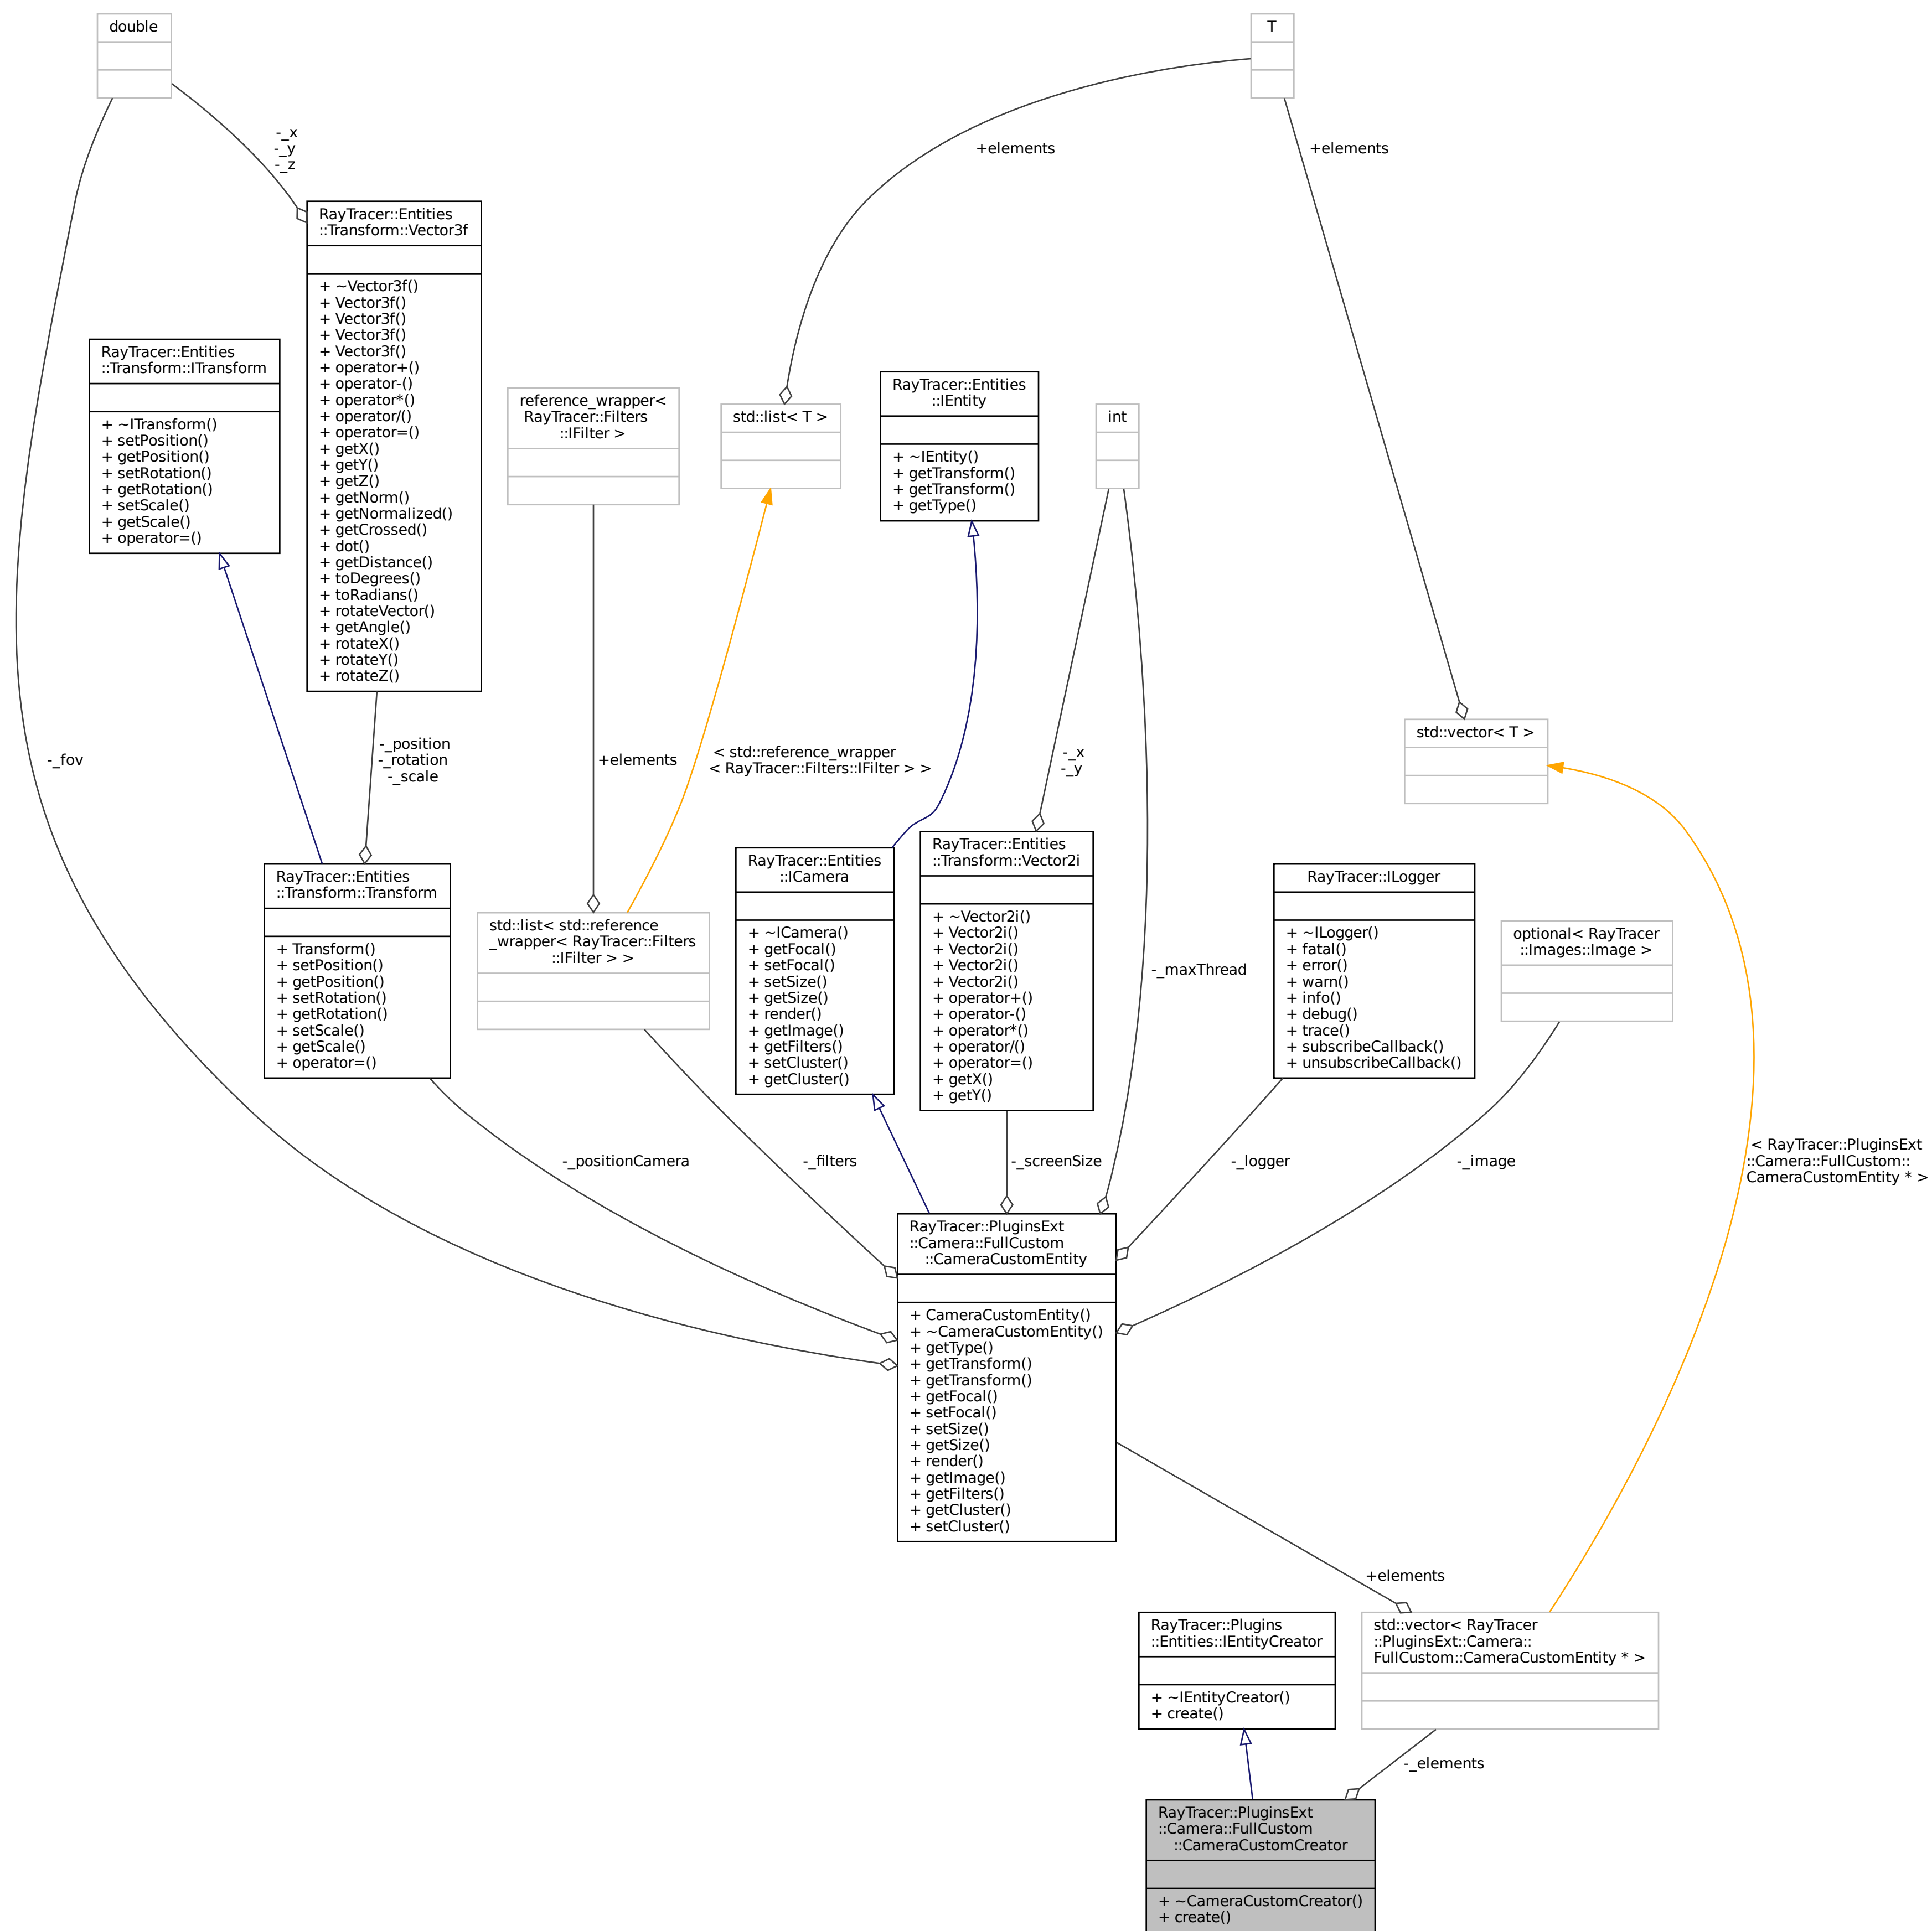 double
T
-_x
-_y
-_z
+elements
+elements
RayTracer::Entities
::Transform::Vector3f
+ ~Vector3f()
+ Vector3f()
+ Vector3f()
+ Vector3f()
+ Vector3f()
+ operator+()
+ operator-()
+ operator*()
+ operator/()
+ operator=()
+ getX()
+ getY()
+ getZ()
+ getNorm()
+ getNormalized()
+ getCrossed()
+ dot()
+ getDistance()
+ toDegrees()
+ toRadians()
+ rotateVector()
+ getAngle()
+ rotateX()
+ rotateY()
+ rotateZ()
RayTracer::Entities
::Transform::ITransform
+ ~ITransform()
+ setPosition()
+ getPosition()
+ setRotation()
+ getRotation()
+ setScale()
+ getScale()
+ operator=()
reference_wrapper<
RayTracer::Filters
::IFilter >
std::list< T >
RayTracer::Entities
::IEntity
+ ~IEntity()
+ getTransform()
+ getTransform()
+ getType()
int
std::vector< T >
-_fov
-_position
-_rotation
-_scale
+elements
< std::reference_wrapper
< RayTracer::Filters::IFilter > >
-_x
-_y
RayTracer::Entities
::Transform::Transform
+ Transform()
+ setPosition()
+ getPosition()
+ setRotation()
+ getRotation()
+ setScale()
+ getScale()
+ operator=()
std::list< std::reference
_wrapper< RayTracer::Filters
::IFilter > >
RayTracer::Entities
::ICamera
+ ~ICamera()
+ getFocal()
+ setFocal()
+ setSize()
+ getSize()
+ render()
+ getImage()
+ getFilters()
+ setCluster()
+ getCluster()
RayTracer::Entities
::Transform::Vector2i
+ ~Vector2i()
+ Vector2i()
+ Vector2i()
+ Vector2i()
+ Vector2i()
+ operator+()
+ operator-()
+ operator*()
+ operator/()
+ operator=()
+ getX()
+ getY()
-_maxThread
RayTracer::ILogger
+ ~ILogger()
+ fatal()
+ error()
+ warn()
+ info()
+ debug()
+ trace()
+ subscribeCallback()
+ unsubscribeCallback()
optional< RayTracer
::Images::Image >
-_positionCamera
-_filters
-_screenSize
-_logger
-_image
< RayTracer::PluginsExt
::Camera::FullCustom::
CameraCustomEntity * >
RayTracer::PluginsExt
::Camera::FullCustom
::CameraCustomEntity
+ CameraCustomEntity()
+ ~CameraCustomEntity()
+ getType()
+ getTransform()
+ getTransform()
+ getFocal()
+ setFocal()
+ setSize()
+ getSize()
+ render()
+ getImage()
+ getFilters()
+ getCluster()
+ setCluster()
+elements
RayTracer::Plugins
::Entities::IEntityCreator
+ ~IEntityCreator()
+ create()
std::vector< RayTracer
::PluginsExt::Camera::
FullCustom::CameraCustomEntity * >
-_elements
RayTracer::PluginsExt
::Camera::FullCustom
::CameraCustomCreator
+ ~CameraCustomCreator()
+ create()